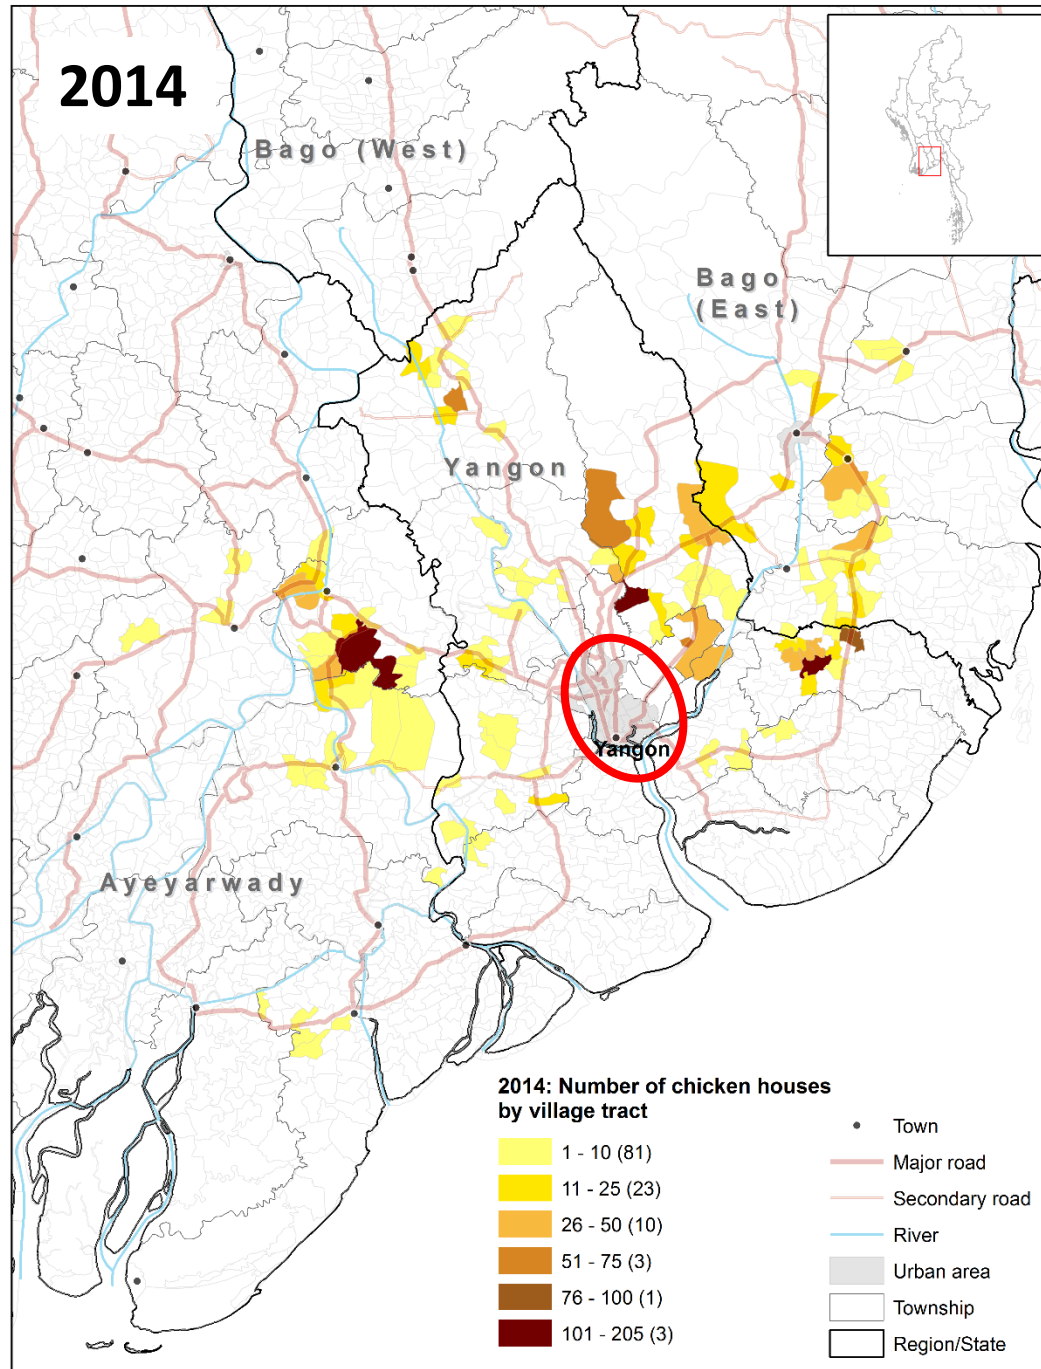 2014
Bago (West)
Bago
(East)
Yangon
Yangon
Ayeyarwady
2014: Number of chicken houses
by village tract
1 - 10 (81)
11 - 25 (23)
26 - 50 (10)
51 - 75 (3)
76 - 100 (1)
101 - 205 (3)
Town
Major road
Secondary road
River
Urban area
Township
Region/State